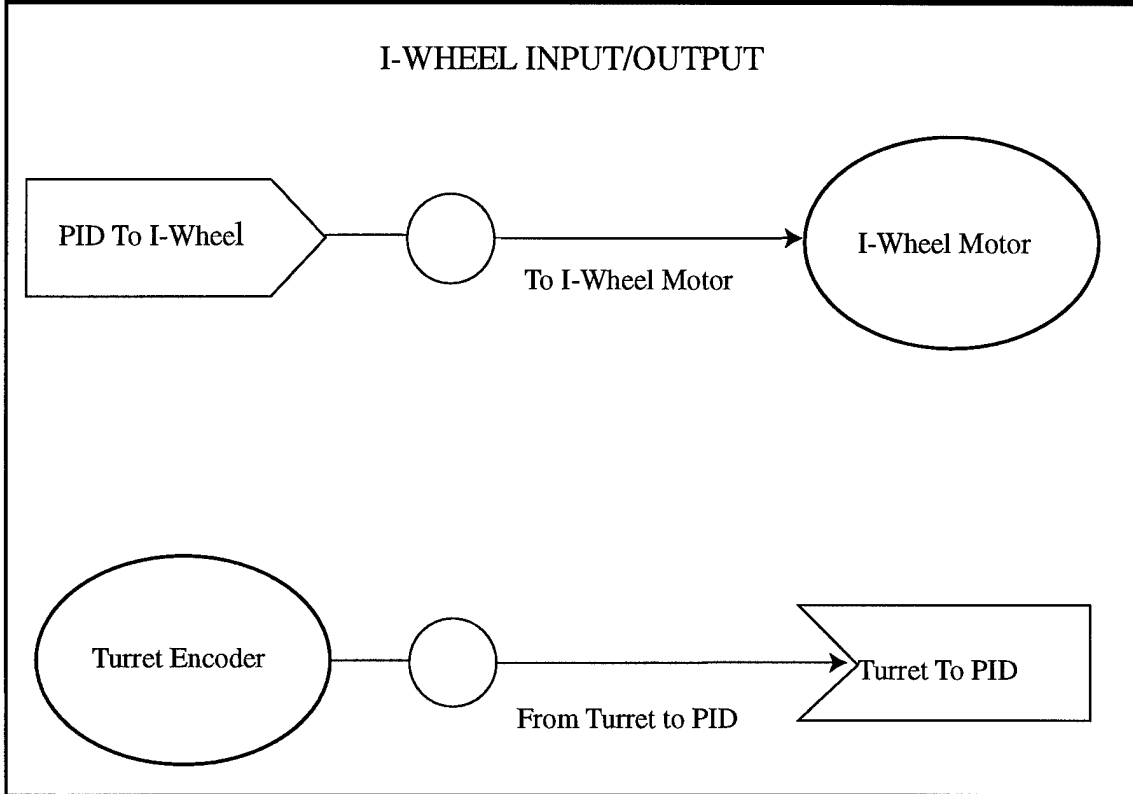 I-WHEEL INPUT/OUTPUT
PID To I-Wheel
I-Wheel Motor
To I-Wheel Motor
Turret Encoder
Turret To PID
From Turret to PID